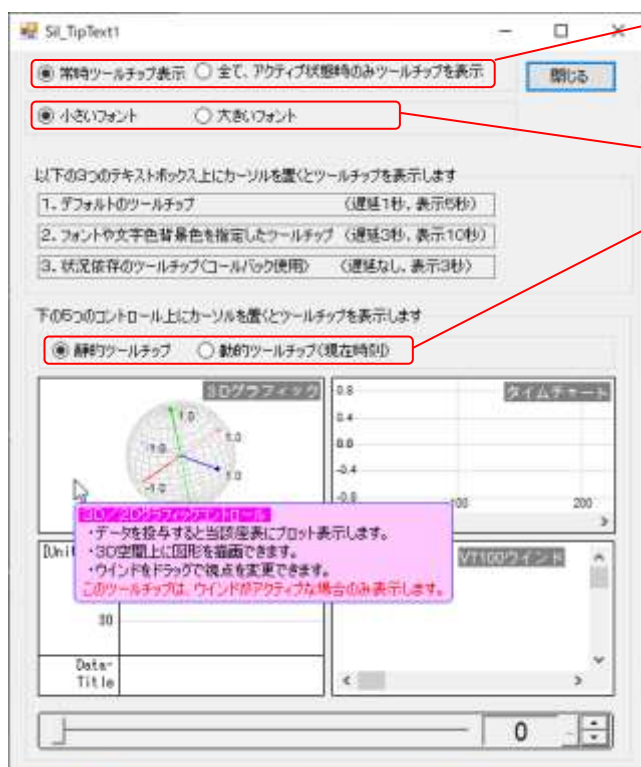 Sil_TipText1
常時ツールチップ表示 全て、アクティブ状態時のみツールチップを表示
閉じる
小さいフォント 大きいフォント
以下の3つのテキストボックス上にカーソルを置くとツールチップを表示します
1. デフォルトのツールチップ (遅延1秒、表示5秒)
2. フォントや文字色背景色を指定したツールチップ (遅延3秒、表示10秒)
3. 状況依存のツールチップ(コールバック使用) (遅延なし、表示3秒)
下の5つのコントロール上にカーソルを置くとツールチップを表示します
静的ツールチップ 動的ツールチップ(現在時刻)
3Dグラフィック
1.0
1.0
-1.0
1.0
-1.0
タイムチャート
0.8
0.4
0.0
-0.4
-0.8
100 200
3D/2Dグラフィックコントロール
・データを投与すると当該座表にプロット表示します。
・3D空間上に図形を描画できます。
・ウインドをドラッグで視点を変更できます。
このツールチップは、ウインドがアクティブな場合のみ表示します。
[Unit
30
Data-
Title
VT100ウインド
0